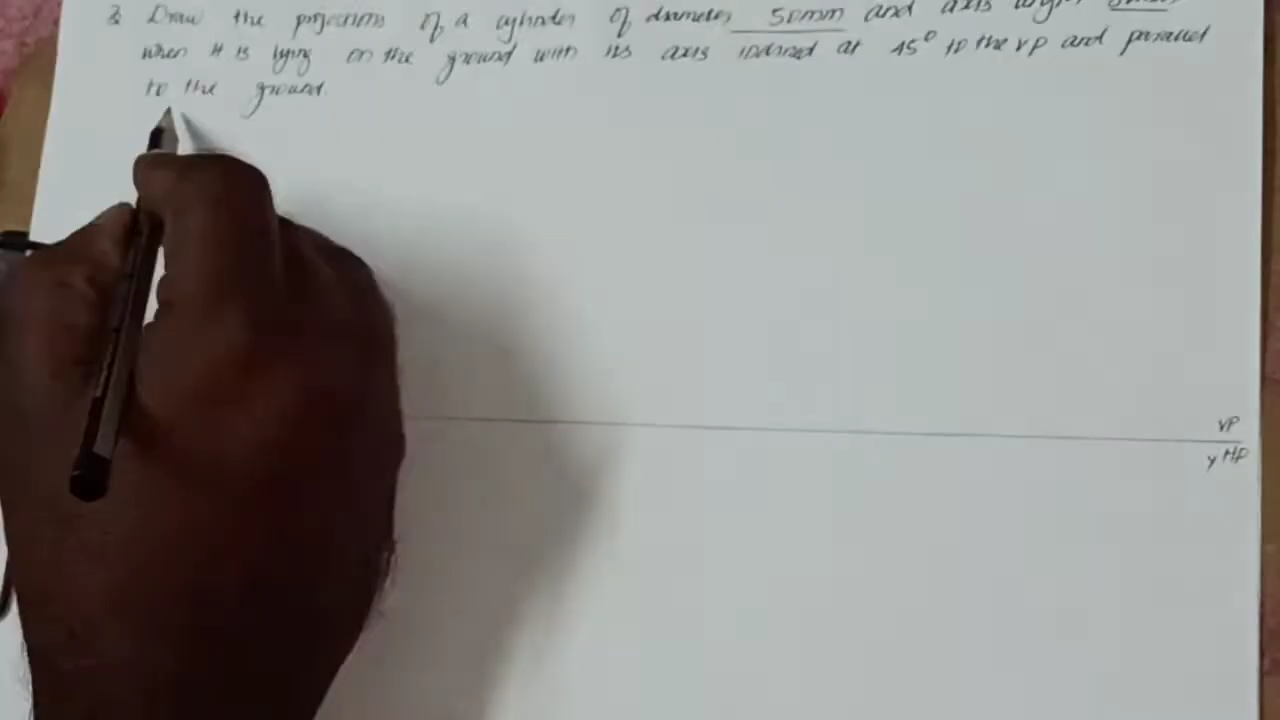 Draw the projections of a cylinder of diameter 50mm and axis
when it is lying on the ground with its axis inclined at 45° to the VP and parallel
to the ground.
VP
y HP